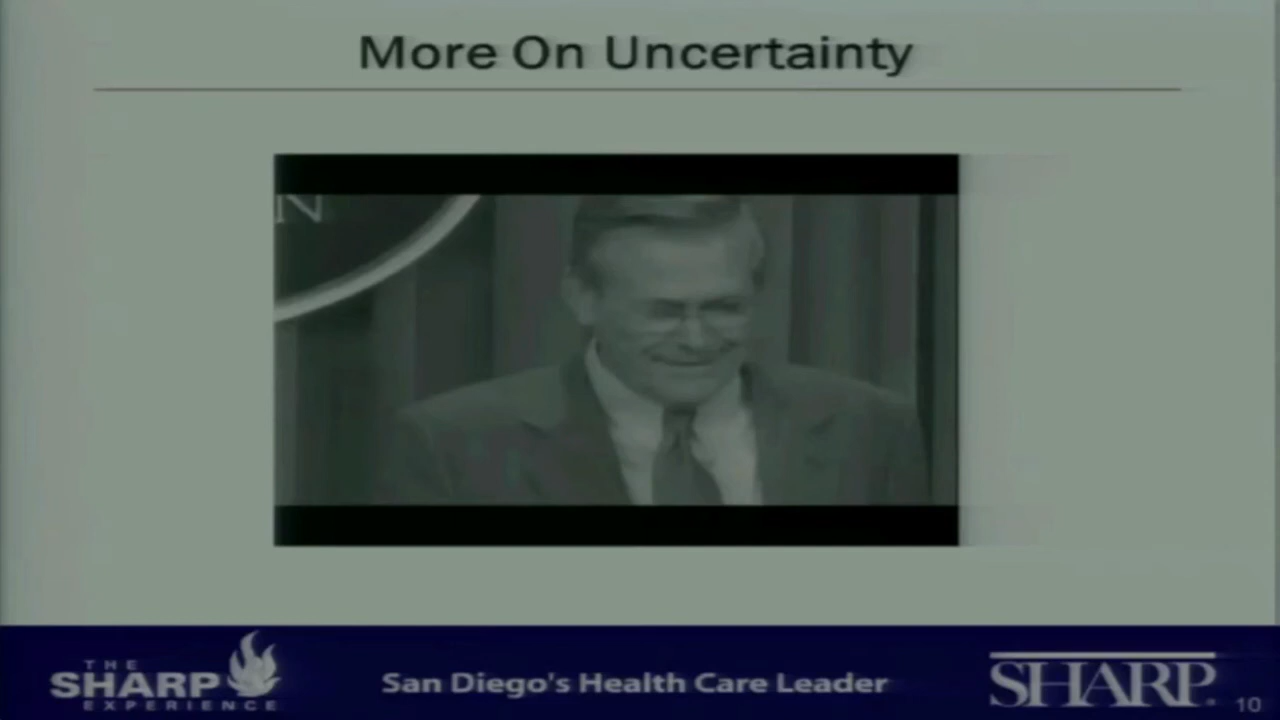 More On Uncertainty
N
THE
SHARP
EXPERIENCE
San Diego's Health Care Leader
SHARP
10